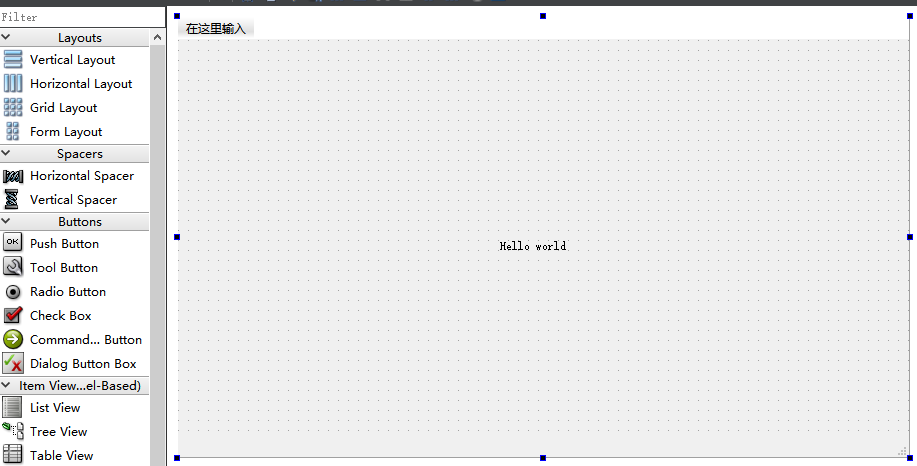 Filter
Layouts
Vertical Layout
Horizontal Layout
Grid Layout
Form Layout
Spacers
Horizontal Spacer
Vertical Spacer
Buttons
OK
Push Button
Tool Button
Radio Button
Check Box
Command... Button
Dialog Button Box
Item View...el-Based)
List View
Tree View
Table View
在这里输入
Hello world